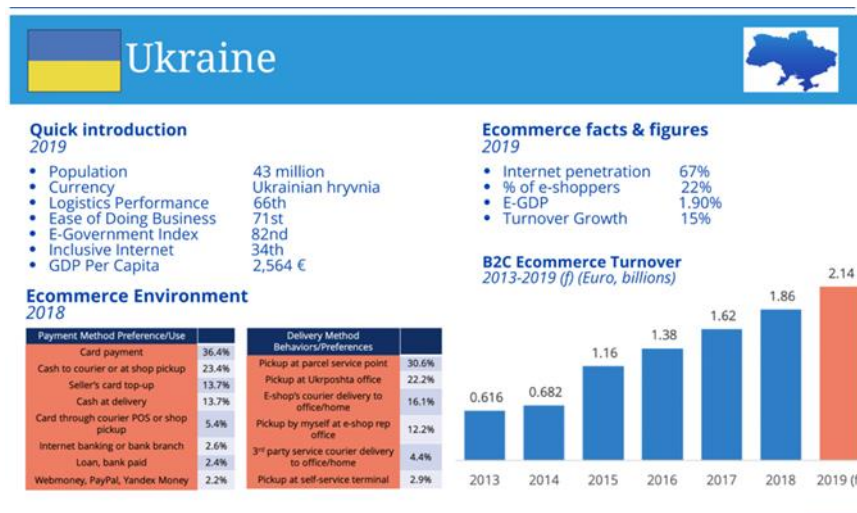 Ukraine
Quick introduction
2019
• Population 43 million
• Currency Ukrainian hryvnia
• Logistics Performance 66th
• Ease of Doing Business 71st
• E-Government Index 82nd
• Inclusive Internet 34th
• GDP Per Capita 2,564 €
Ecommerce Environment
2018
Payment Method Preference/Use
Card payment 36.4%
Cash to courier or at shop pickup 23.4%
Seller's card top-up 13.7%
Cash at delivery 13.7%
Card through courier POS or shop
pickup 5.4%
Internet banking or bank branch 2.6%
Loan, bank paid 2.4%
Webmoney, PayPal, Yandex Money 2.2%
Delivery Method
Behaviors/Preferences
Pickup at parcel service point 30.6%
Pickup at Ukrposhta office 22.2%
E-shop's courier delivery to
office/home 16.1%
Pickup by myself at e-shop rep
office 12.2%
3rd party service courier delivery
to office/home 4.4%
Pickup at self-service terminal 2.9%
Ecommerce facts & figures
2019
• Internet penetration 67%
• % of e-shoppers 22%
• E-GDP 1.90%
• Turnover Growth 15%
B2C Ecommerce Turnover
2013-2019 (f) (Euro, billions)
0.616 0.682 1.16 1.38 1.62 1.86 2.14
2013 2014 2015 2016 2017 2018 2019 (f